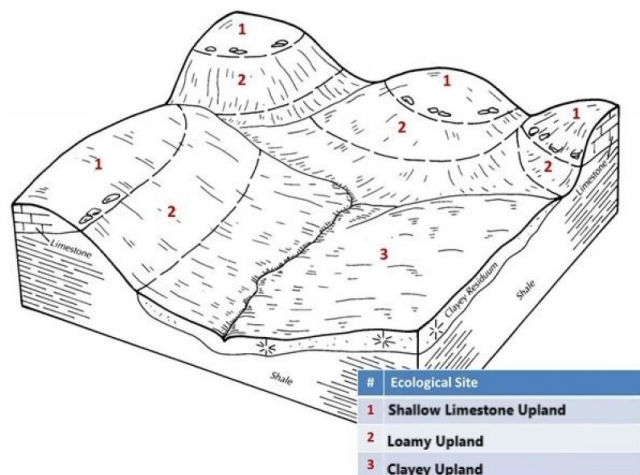 1
2
1
2
1
2
1
2
3
Limestone
Limestone
Clayey Residuum
Shale
Shale
# Ecological Site
1 Shallow Limestone Upland
2 Loamy Upland
3 Clayey Upland